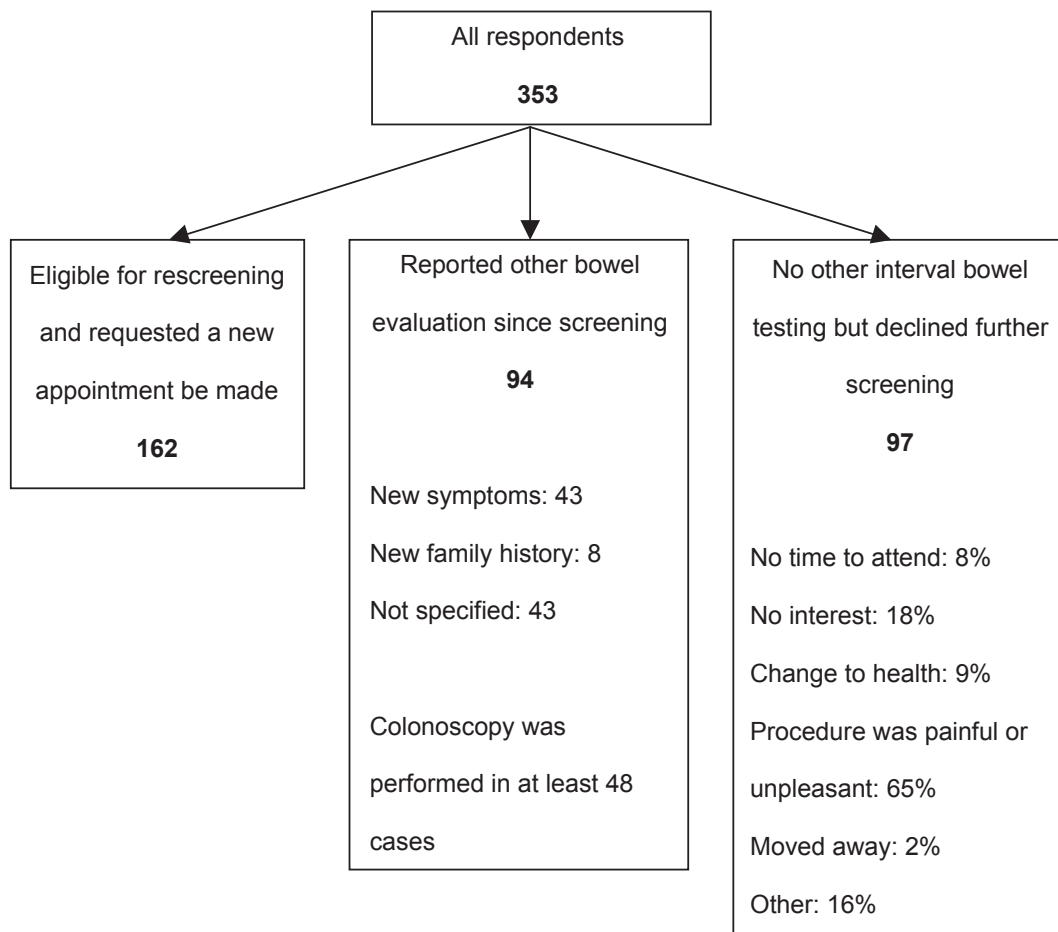 All respondents
353
Eligible for rescreening
and requested a new
appointment be made
162
Reported other bowel
evaluation since screening
94
New symptoms: 43
New family history: 8
Not specified: 43
Colonoscopy was
performed in at least 48
cases
No other interval bowel
testing but declined further
screening
97
No time to attend: 8%
No interest: 18%
Change to health: 9%
Procedure was painful or
unpleasant: 65%
Moved away: 2%
Other: 16%